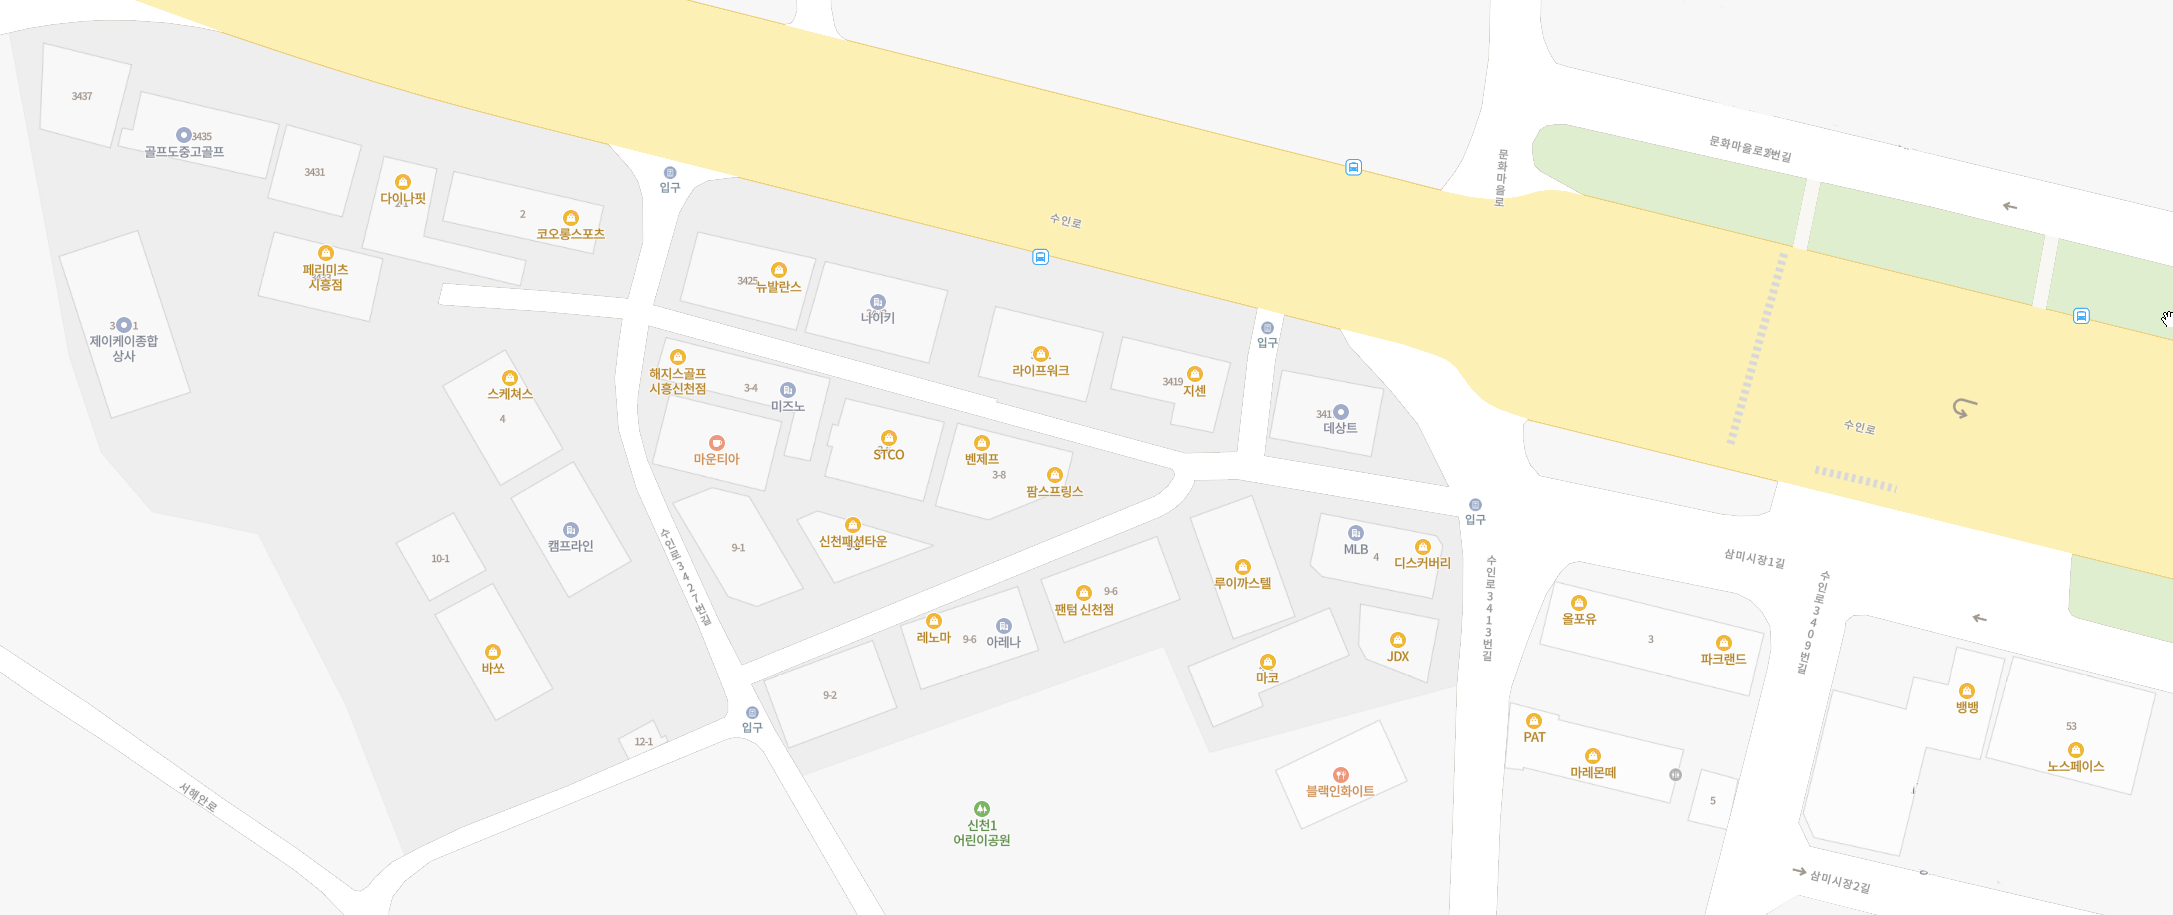 3437
3435
골프도중고골프
3431
다이나핏
2
코오롱스포츠
입구
페리미츠
시흥점
제이케이종합
상사
스케쳐스
4
캠프라인
10-1
바쏘
12-1
입구
서해안로
수인로3427번길
수인로
3425
뉴발란스
나이키
라이프워크
3419
지센
입구
데상트
해지스골프
시흥신천점
3-4
미즈노
마운티아
STCO
벤제프
3-8
팜스프링스
9-1
신천패션타운
레노마
9-6
아레나
팬텀 신천점
9-6
9-2
루이까스텔
마코
MLB
4
디스커버리
JDX
입구
블랙인화이트
신천1
어린이공원
문화마을로
문화마을로2번길
수인로
수인로3413번길
삼미시장1길
수인로3409번길
올포유
3
파크랜드
PAT
마레몬떼
5
뱅뱅
53
노스페이스
삼미시장2길